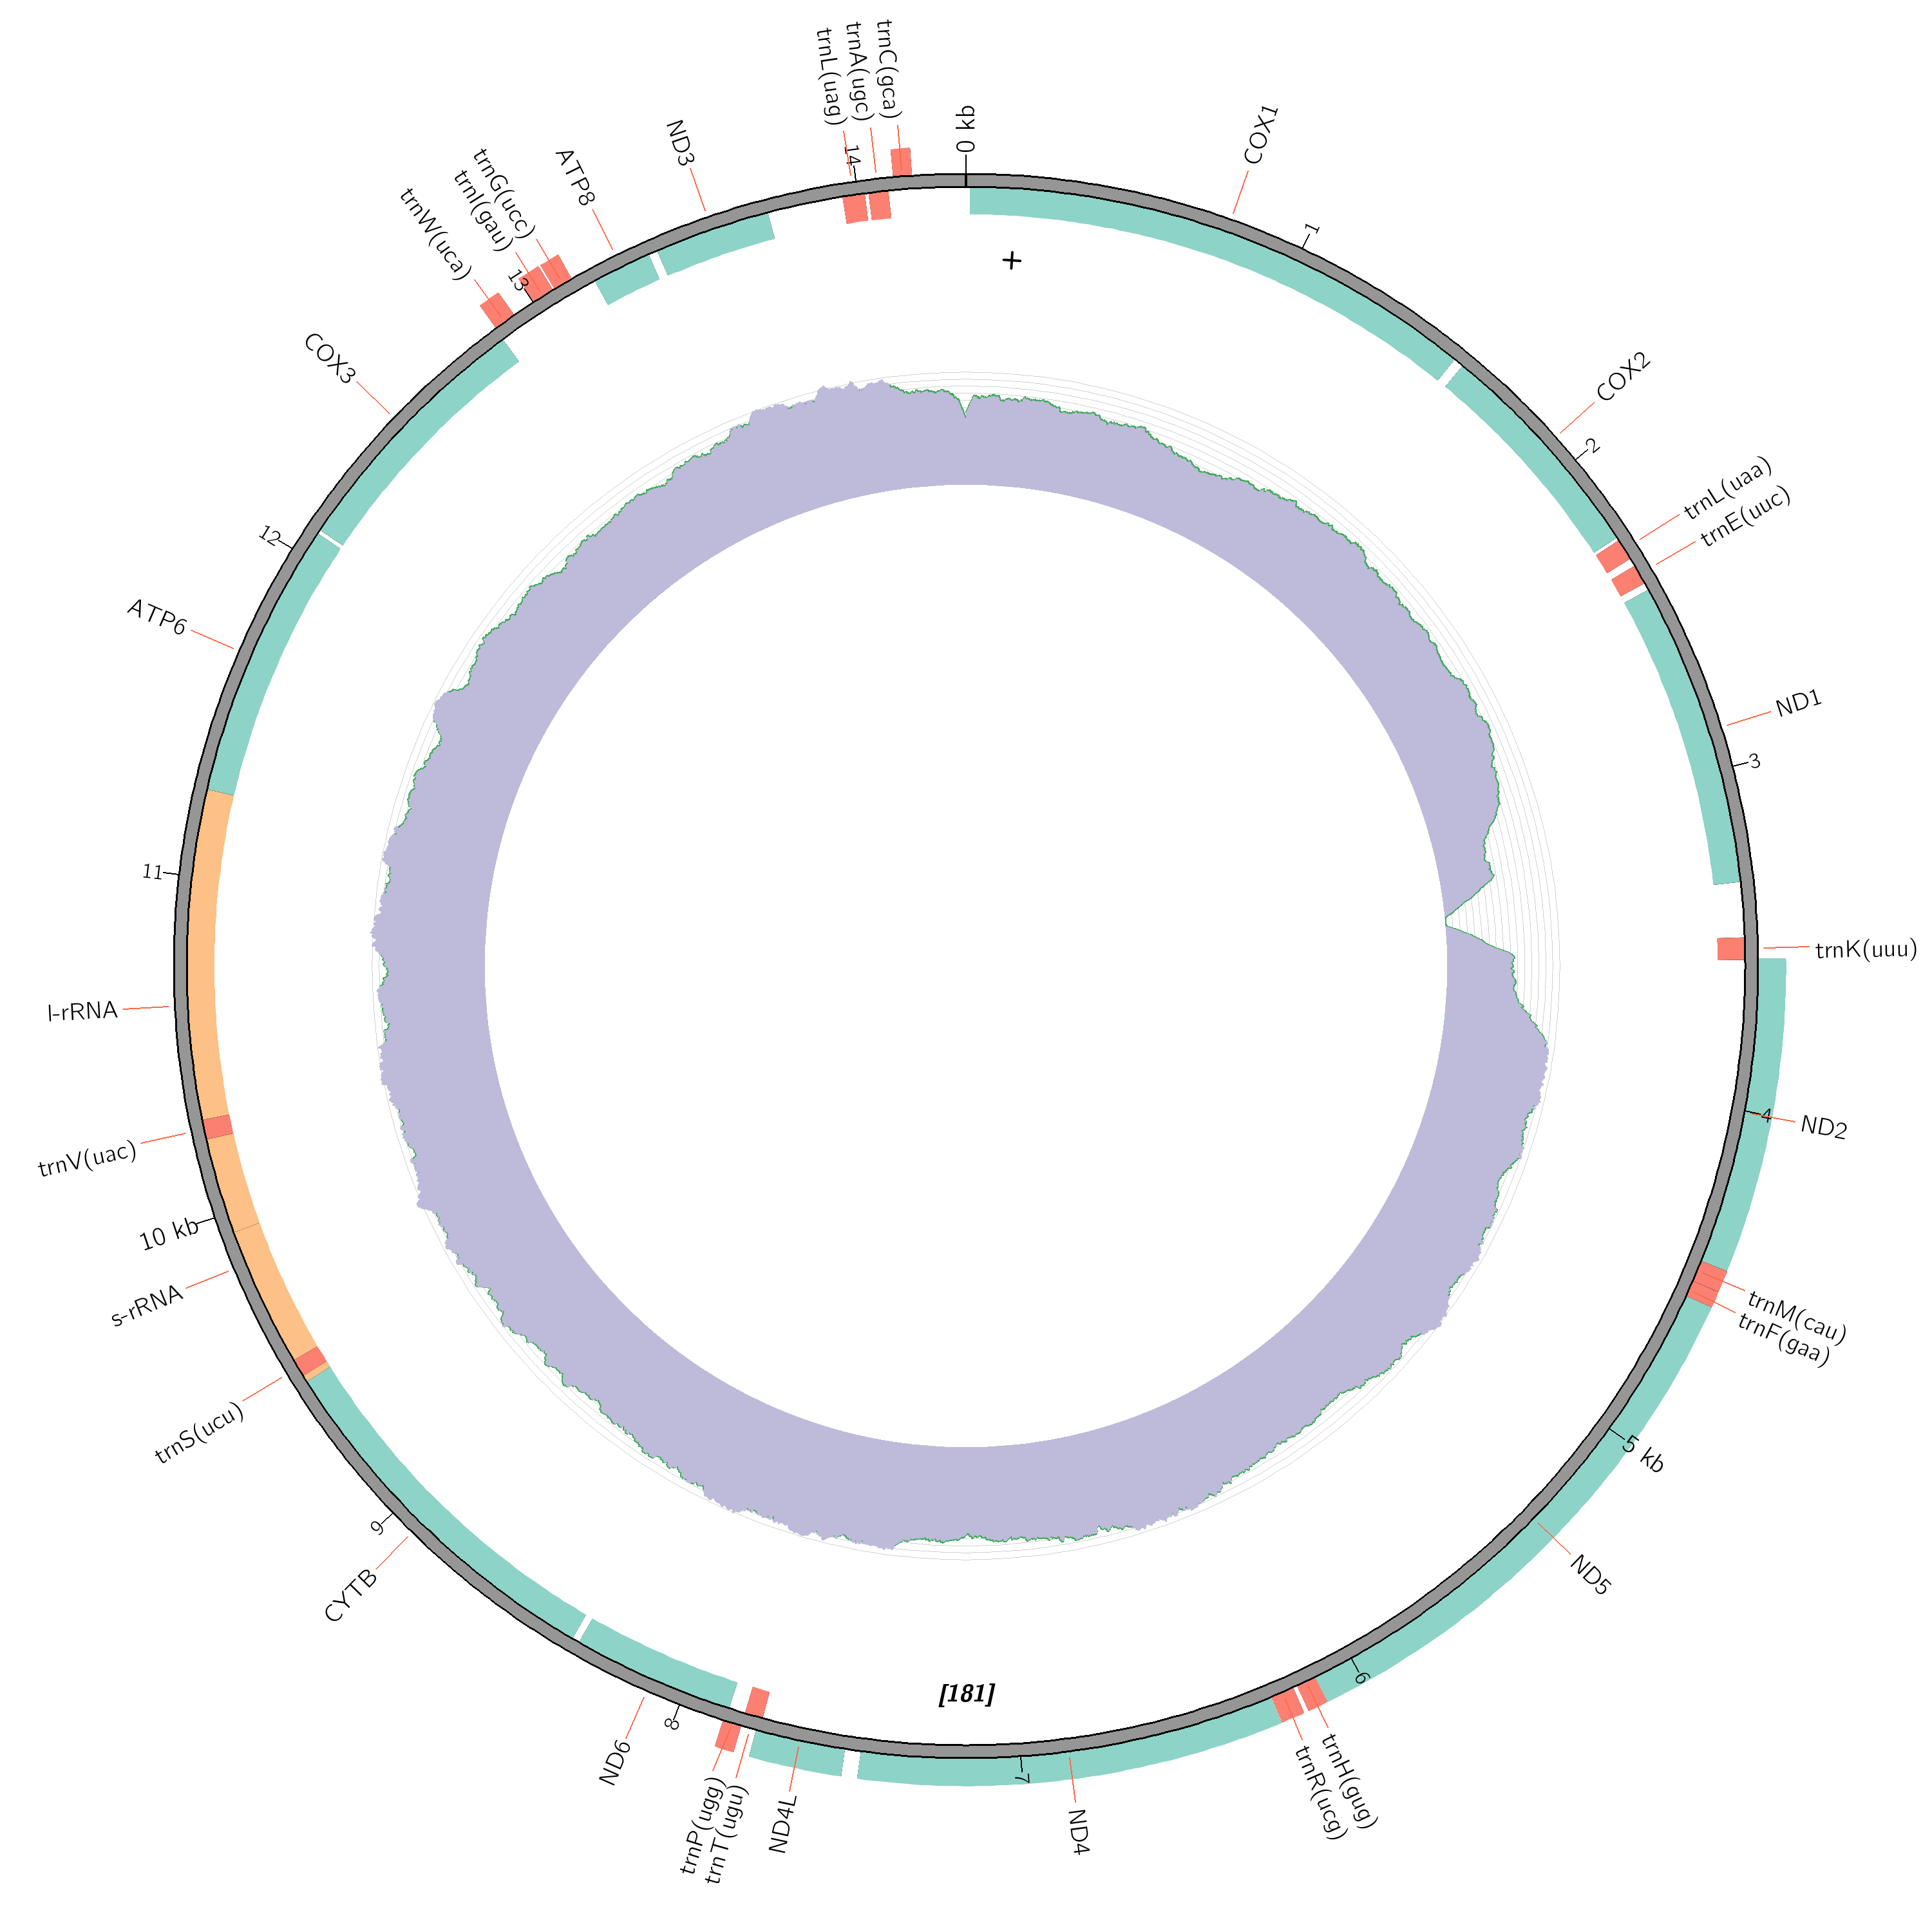 0 kb
COX1
1
COX2
2
trnL(uaa)
trnE(uuc)
ND1
3
trnK(uuu)
4
ND2
trnM(cau)
trnF(gaa)
5 kb
ND5
6
trnH(gug)
trnR(ucg)
ND4
7
ND4L
trnT(ugu)
trnP(ugg)
8
ND6
CYTB
9
trnS(ucu)
s-rRNA
10 kb
trnV(uac)
l-rRNA
11
ATP6
12
COX3
trnW(uca)
13
trnI(gau)
trnG(ucc)
ATP8
ND3
14
trnL(uag)
trnA(ugc)
trnC(gca)
+
[181]